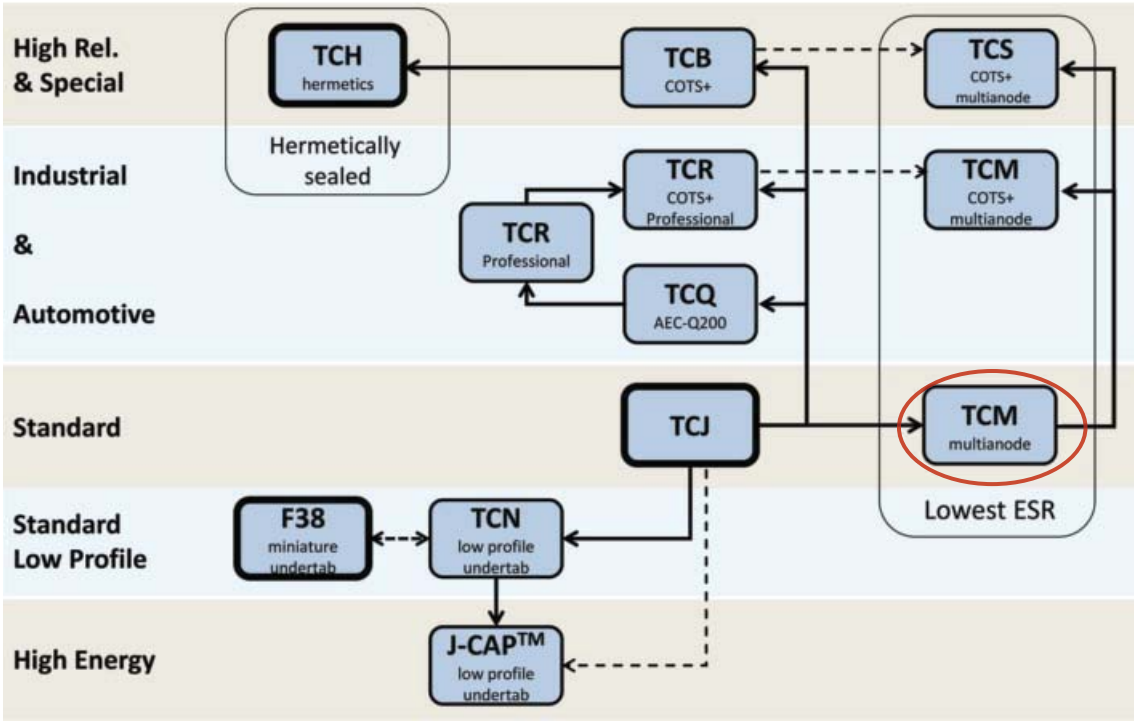 High Rel.
& Special
TCH
hermetics
Hermetically
sealed
TCB
COTS+
TCS
COTS+
multianode
Industrial
&
Automotive
TCR
Professional
TCR
COTS+
Professional
TCM
COTS+
multianode
TCQ
AEC-Q200
Standard
TCJ
TCM
multianode
Lowest ESR
Standard
Low Profile
F38
miniature
undertab
TCN
low profile
undertab
High Energy
J-CAP™
low profile
undertab